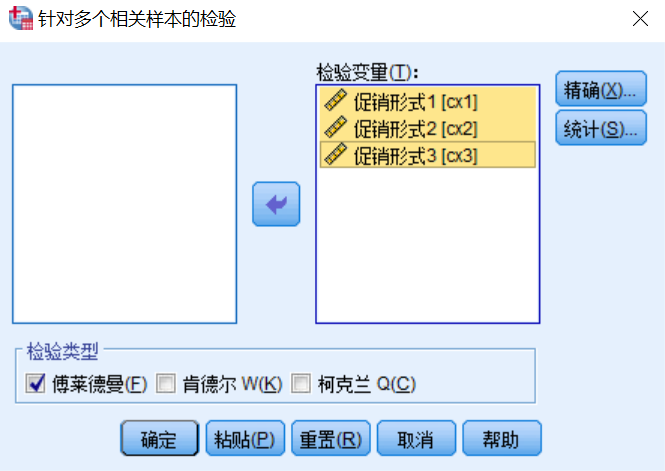 针对多个相关样本的检验
检验变量(T):
促销形式1 [cx1]
促销形式2 [cx2]
促销形式3 [cx3]
精确(X)...
统计(S)...
检验类型
傅莱德曼(F) 肯德尔 W(K) 柯克兰 Q(C)
确定 粘贴(P) 重置(R) 取消 帮助